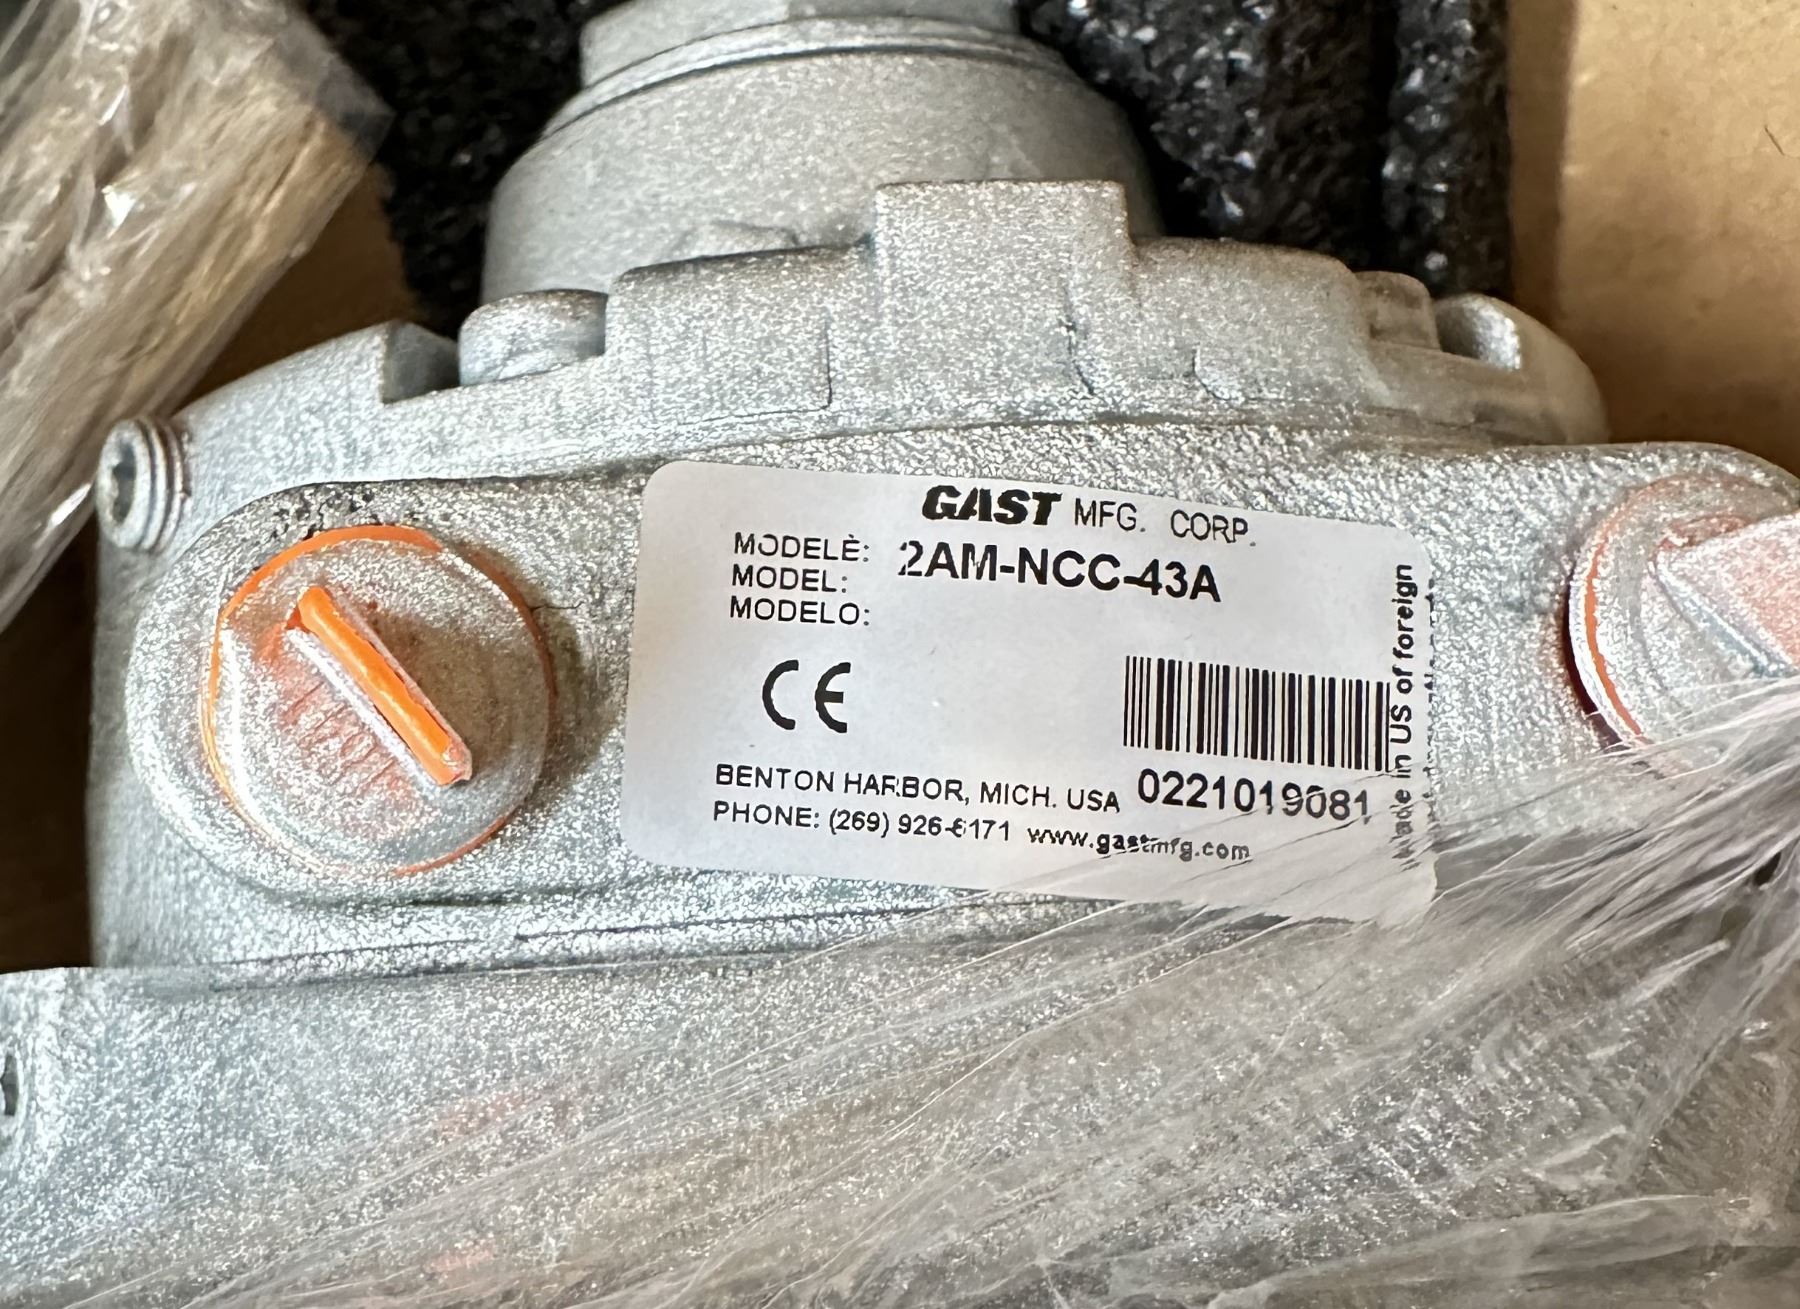 GAST MFG. CORP.
MODELÈ: 2AM-NCC-43A
MODEL:
MODELO:
CE
BENTON HARBOR, MICH. USA 0221019081
PHONE: (269) 926-6171 www.gastmfg.com
Made in US of foreign